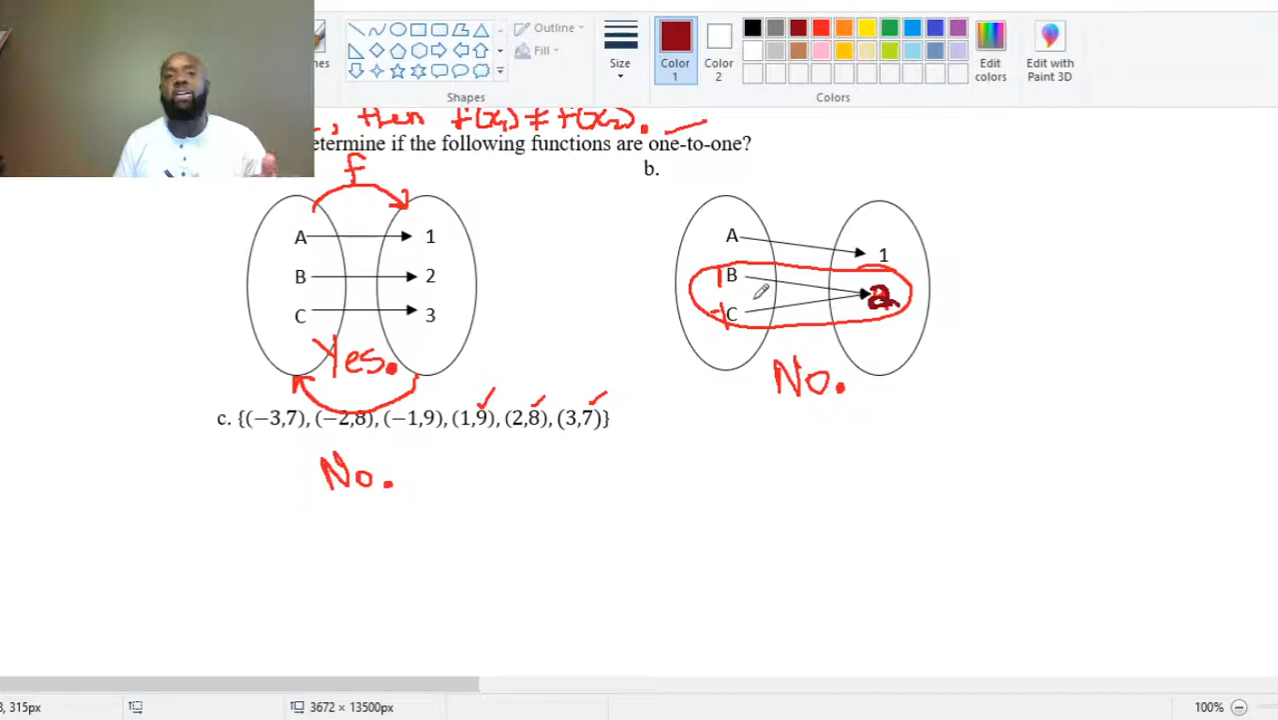 Outline
Fill
Size
Color 1
Color 2
Edit colors
Edit with Paint 3D
Shapes
Colors
, then f(x₁) ≠ f(x₂).
etermine if the following functions are one-to-one?
b.
f
A 1
B 2
C 3
Yes.
A 1
B 2
C
No.
c. {(−3,7), (−2,8), (−1,9), (1,9), (2,8), (3,7)}
No.
, 315px
3672 × 13500px
100%